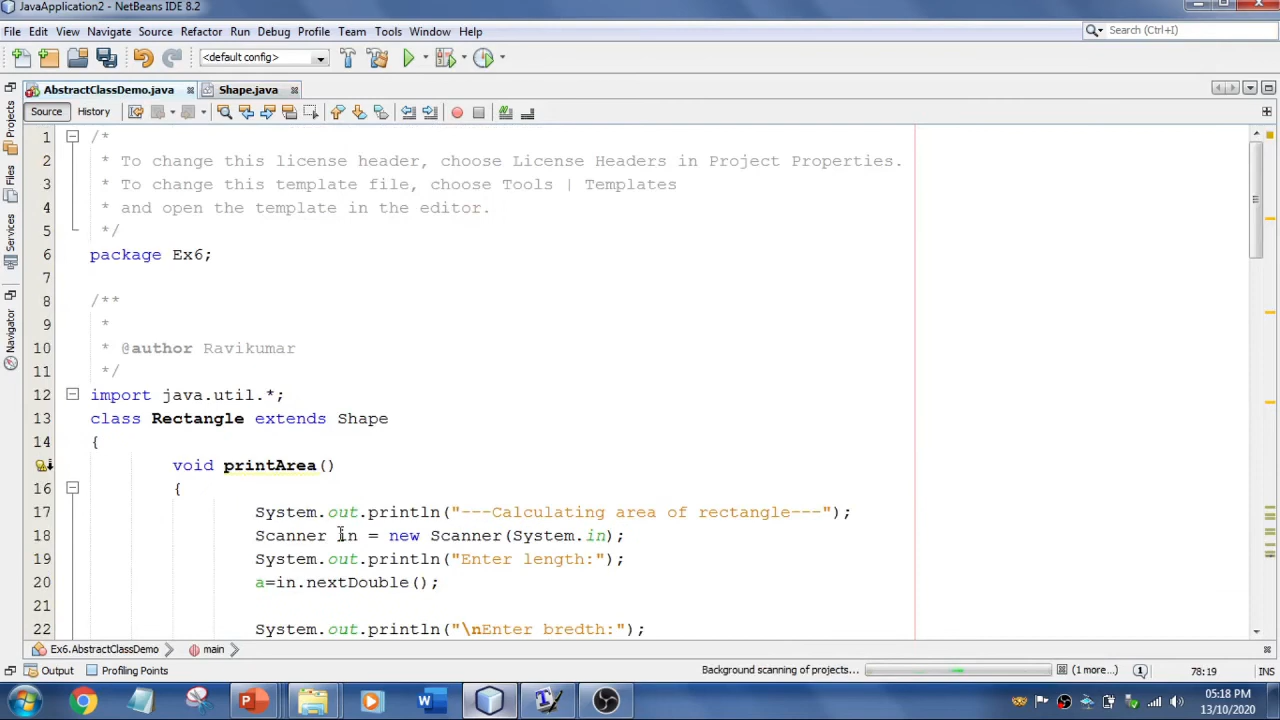 JavaApplication2 - NetBeans IDE 8.2
File Edit View Navigate Source Refactor Run Debug Profile Team Tools Window Help
Search (Ctrl+I)
<default config>
AbstractClassDemo.java Shape.java
Source History
Projects
Files
Services
Navigator
1 /*
2 * To change this license header, choose License Headers in Project Properties.
3 * To change this template file, choose Tools | Templates
4 * and open the template in the editor.
5 */
6 package Ex6;
7
8 /**
9 *
10 * @author Ravikumar
11 */
12 import java.util.*;
13 class Rectangle extends Shape
14 {
void printArea()
16 {
17 System.out.println("---Calculating area of rectangle---");
18 Scanner in = new Scanner(System.in);
19 System.out.println("Enter length:");
20 a=in.nextDouble();
21
22 System.out.println("\nEnter bredth:");
Ex6.AbstractClassDemo main
Output Profiling Points Background scanning of projects... (1 more...) 1 78:19 INS
05:18 PM
13/10/2020